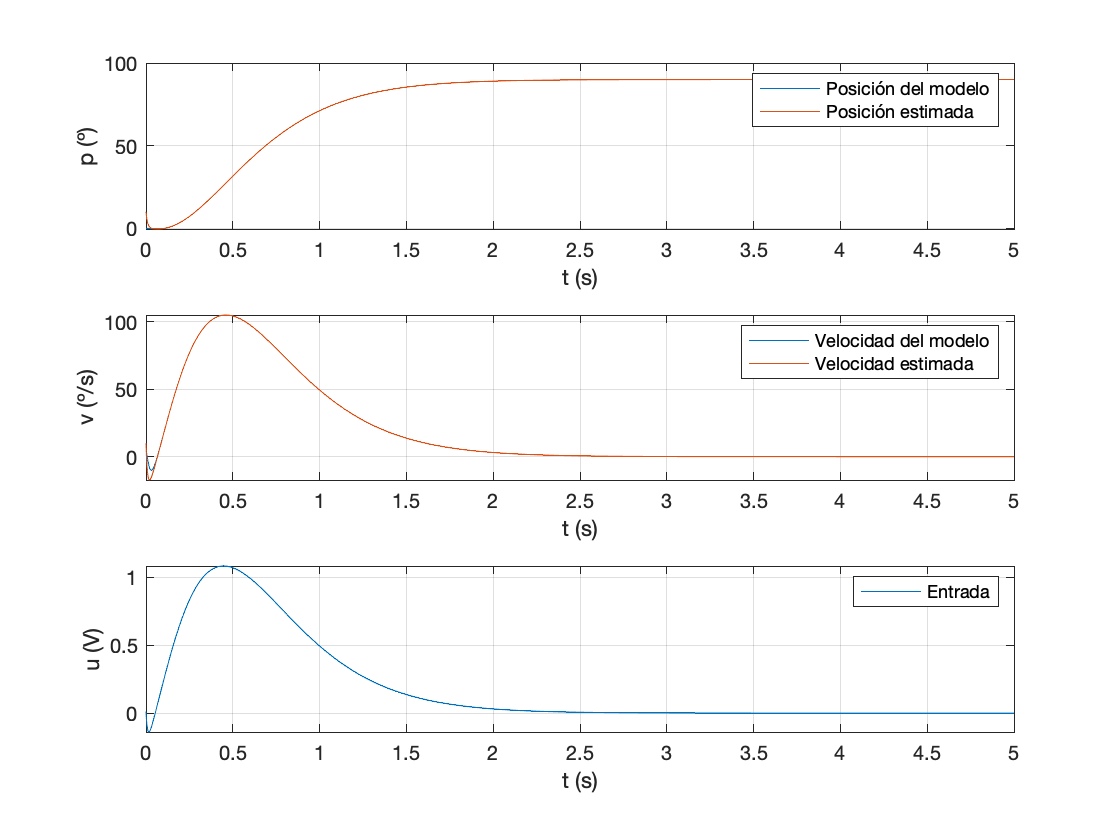 100
50
0
p (º)
Posición del modelo
Posición estimada
0 0.5 1 1.5 2 2.5 3 3.5 4 4.5 5
t (s)
100
50
0
v (º/s)
Velocidad del modelo
Velocidad estimada
0 0.5 1 1.5 2 2.5 3 3.5 4 4.5 5
t (s)
1
0.5
0
u (V)
Entrada
0 0.5 1 1.5 2 2.5 3 3.5 4 4.5 5
t (s)